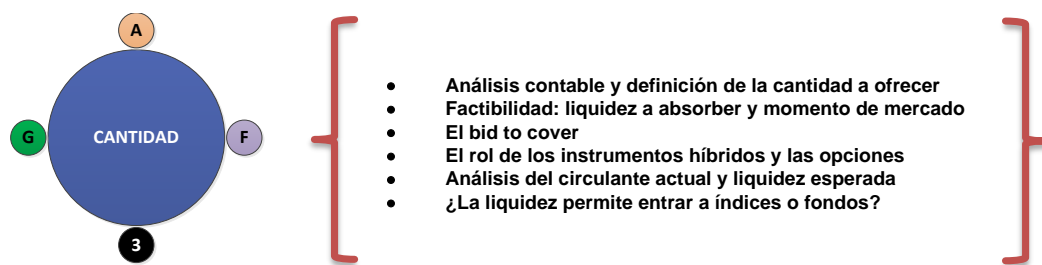 A
G
CANTIDAD
F
3
● Análisis contable y definición de la cantidad a ofrecer
● Factibilidad: liquidez a absorber y momento de mercado
● El bid to cover
● El rol de los instrumentos híbridos y las opciones
● Análisis del circulante actual y liquidez esperada
● ¿La liquidez permite entrar a índices o fondos?